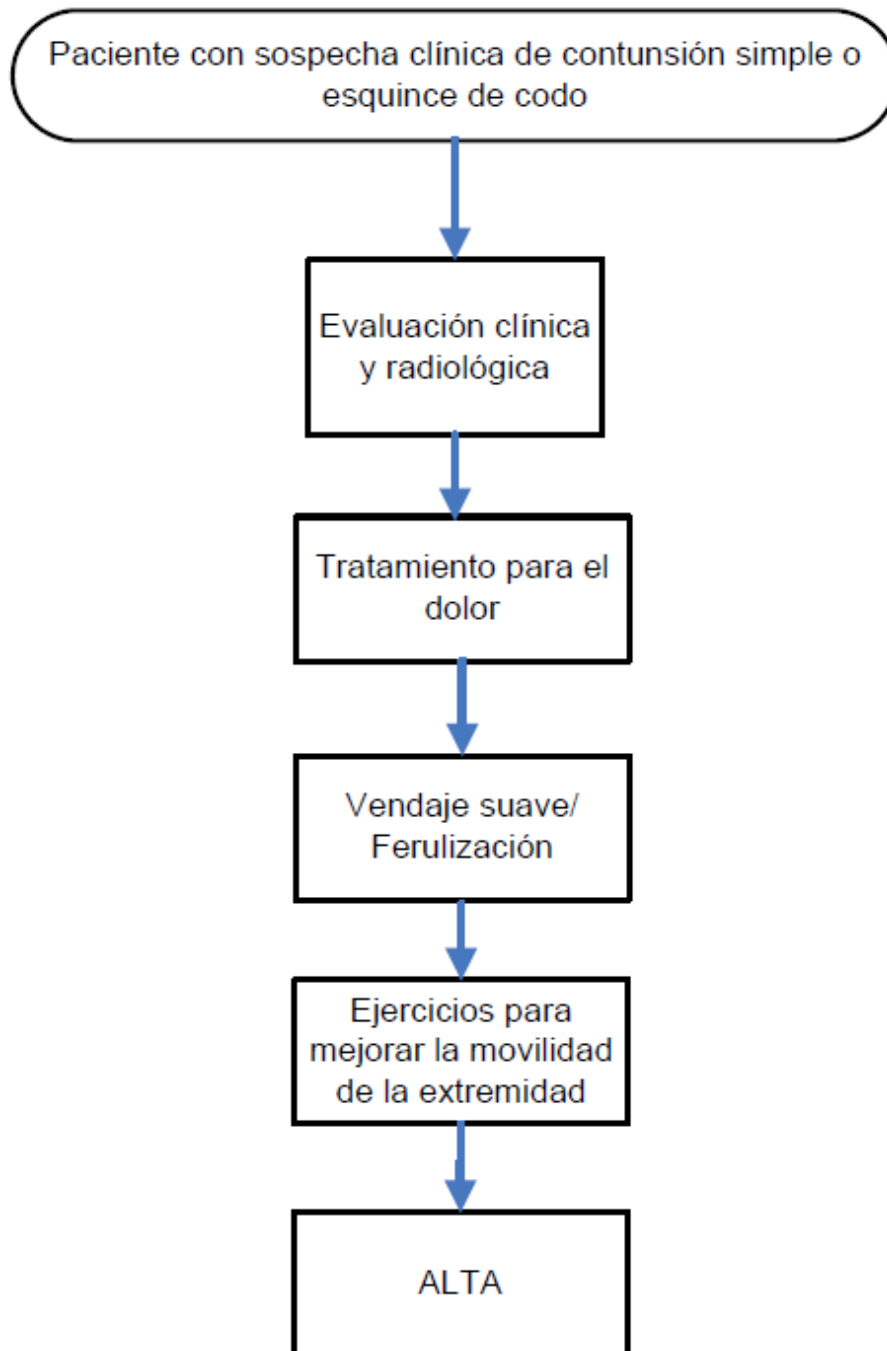 Paciente con sospecha clínica de contunsión simple o
esquince de codo
Evaluación clínica
y radiológica
Tratamiento para el
dolor
Vendaje suave/
Ferulización
Ejercicios para
mejorar la movilidad
de la extremidad
ALTA